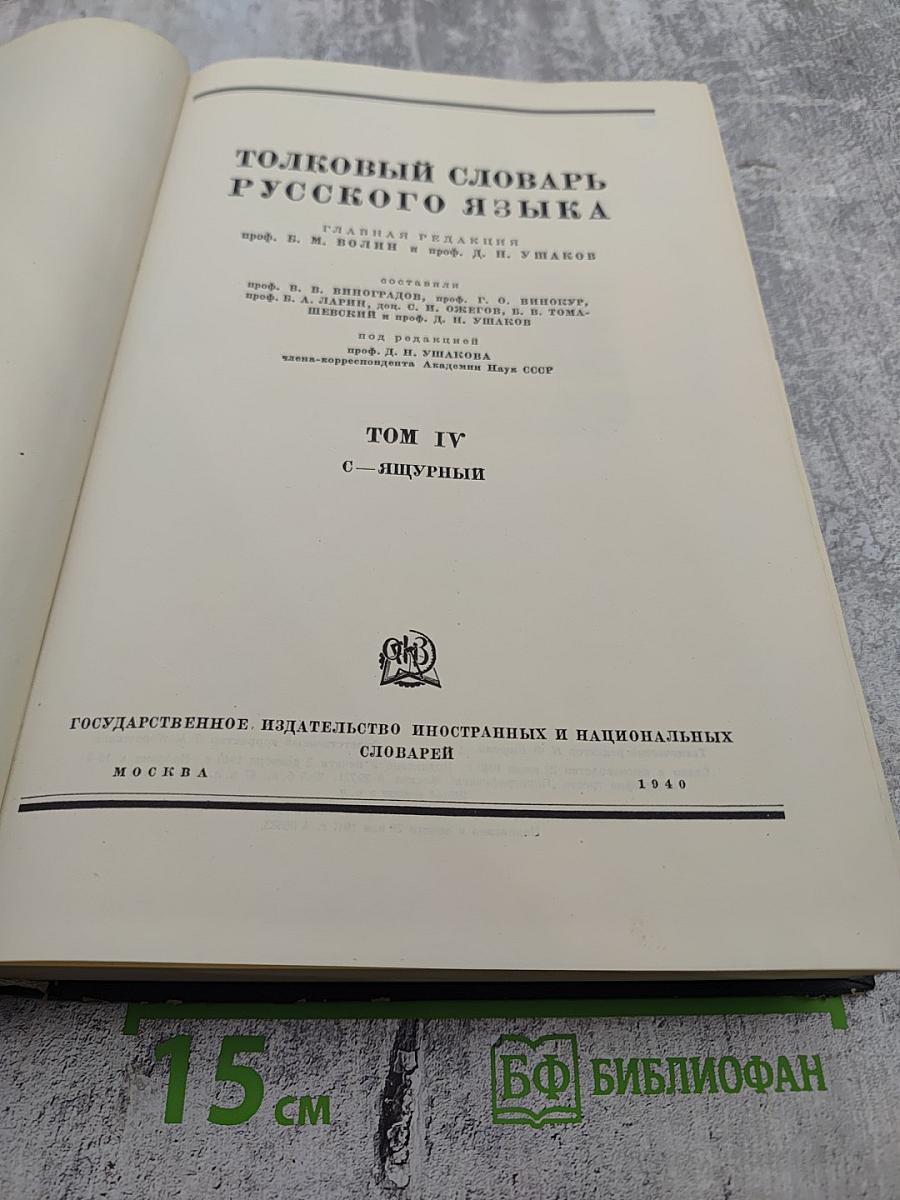 ТОЛКОВЫЙ СЛОВАРЬ
РУССКОГО ЯЗЫКА
ГЛАВНАЯ РЕДАКЦИЯ
проф. Б. М. ВОЛИН и проф. Д. Н. УШАКОВ
составили
проф. В. В. ВИНОГРАДОВ, проф. Г. О. ВИНОКУР,
проф. Б. А. ЛАРИН, доц. С. И. ОЖЕГОВ, Б. В. ТОМА-
ШЕВСКИЙ и проф. Д. Н. УШАКОВ
под редакцией
проф. Д. Н. УШАКОВА
члена-корреспондента Академии Наук СССР
ТОМ IV
С—ЯЩУРНЫЙ
ГОСУДАРСТВЕННОЕ ИЗДАТЕЛЬСТВО ИНОСТРАННЫХ И НАЦИОНАЛЬНЫХ
СЛОВАРЕЙ
МОСКВА 1940
15 см
БФ БИБЛИОФАН